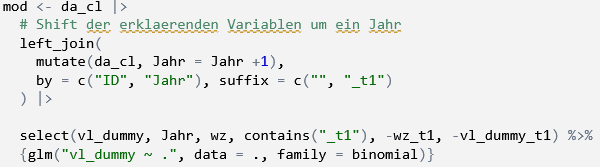 mod <- da_cl |>
# Shift der erklaerenden Variablen um ein Jahr
left_join(
mutate(da_cl, Jahr = Jahr +1),
by = c("ID", "Jahr"), suffix = c("", "_t1")
) |>
select(vl_dummy, Jahr, wz, contains("_t1"), -wz_t1, -vl_dummy_t1) %>%
{glm("vl_dummy ~ .", data = ., family = binomial)}